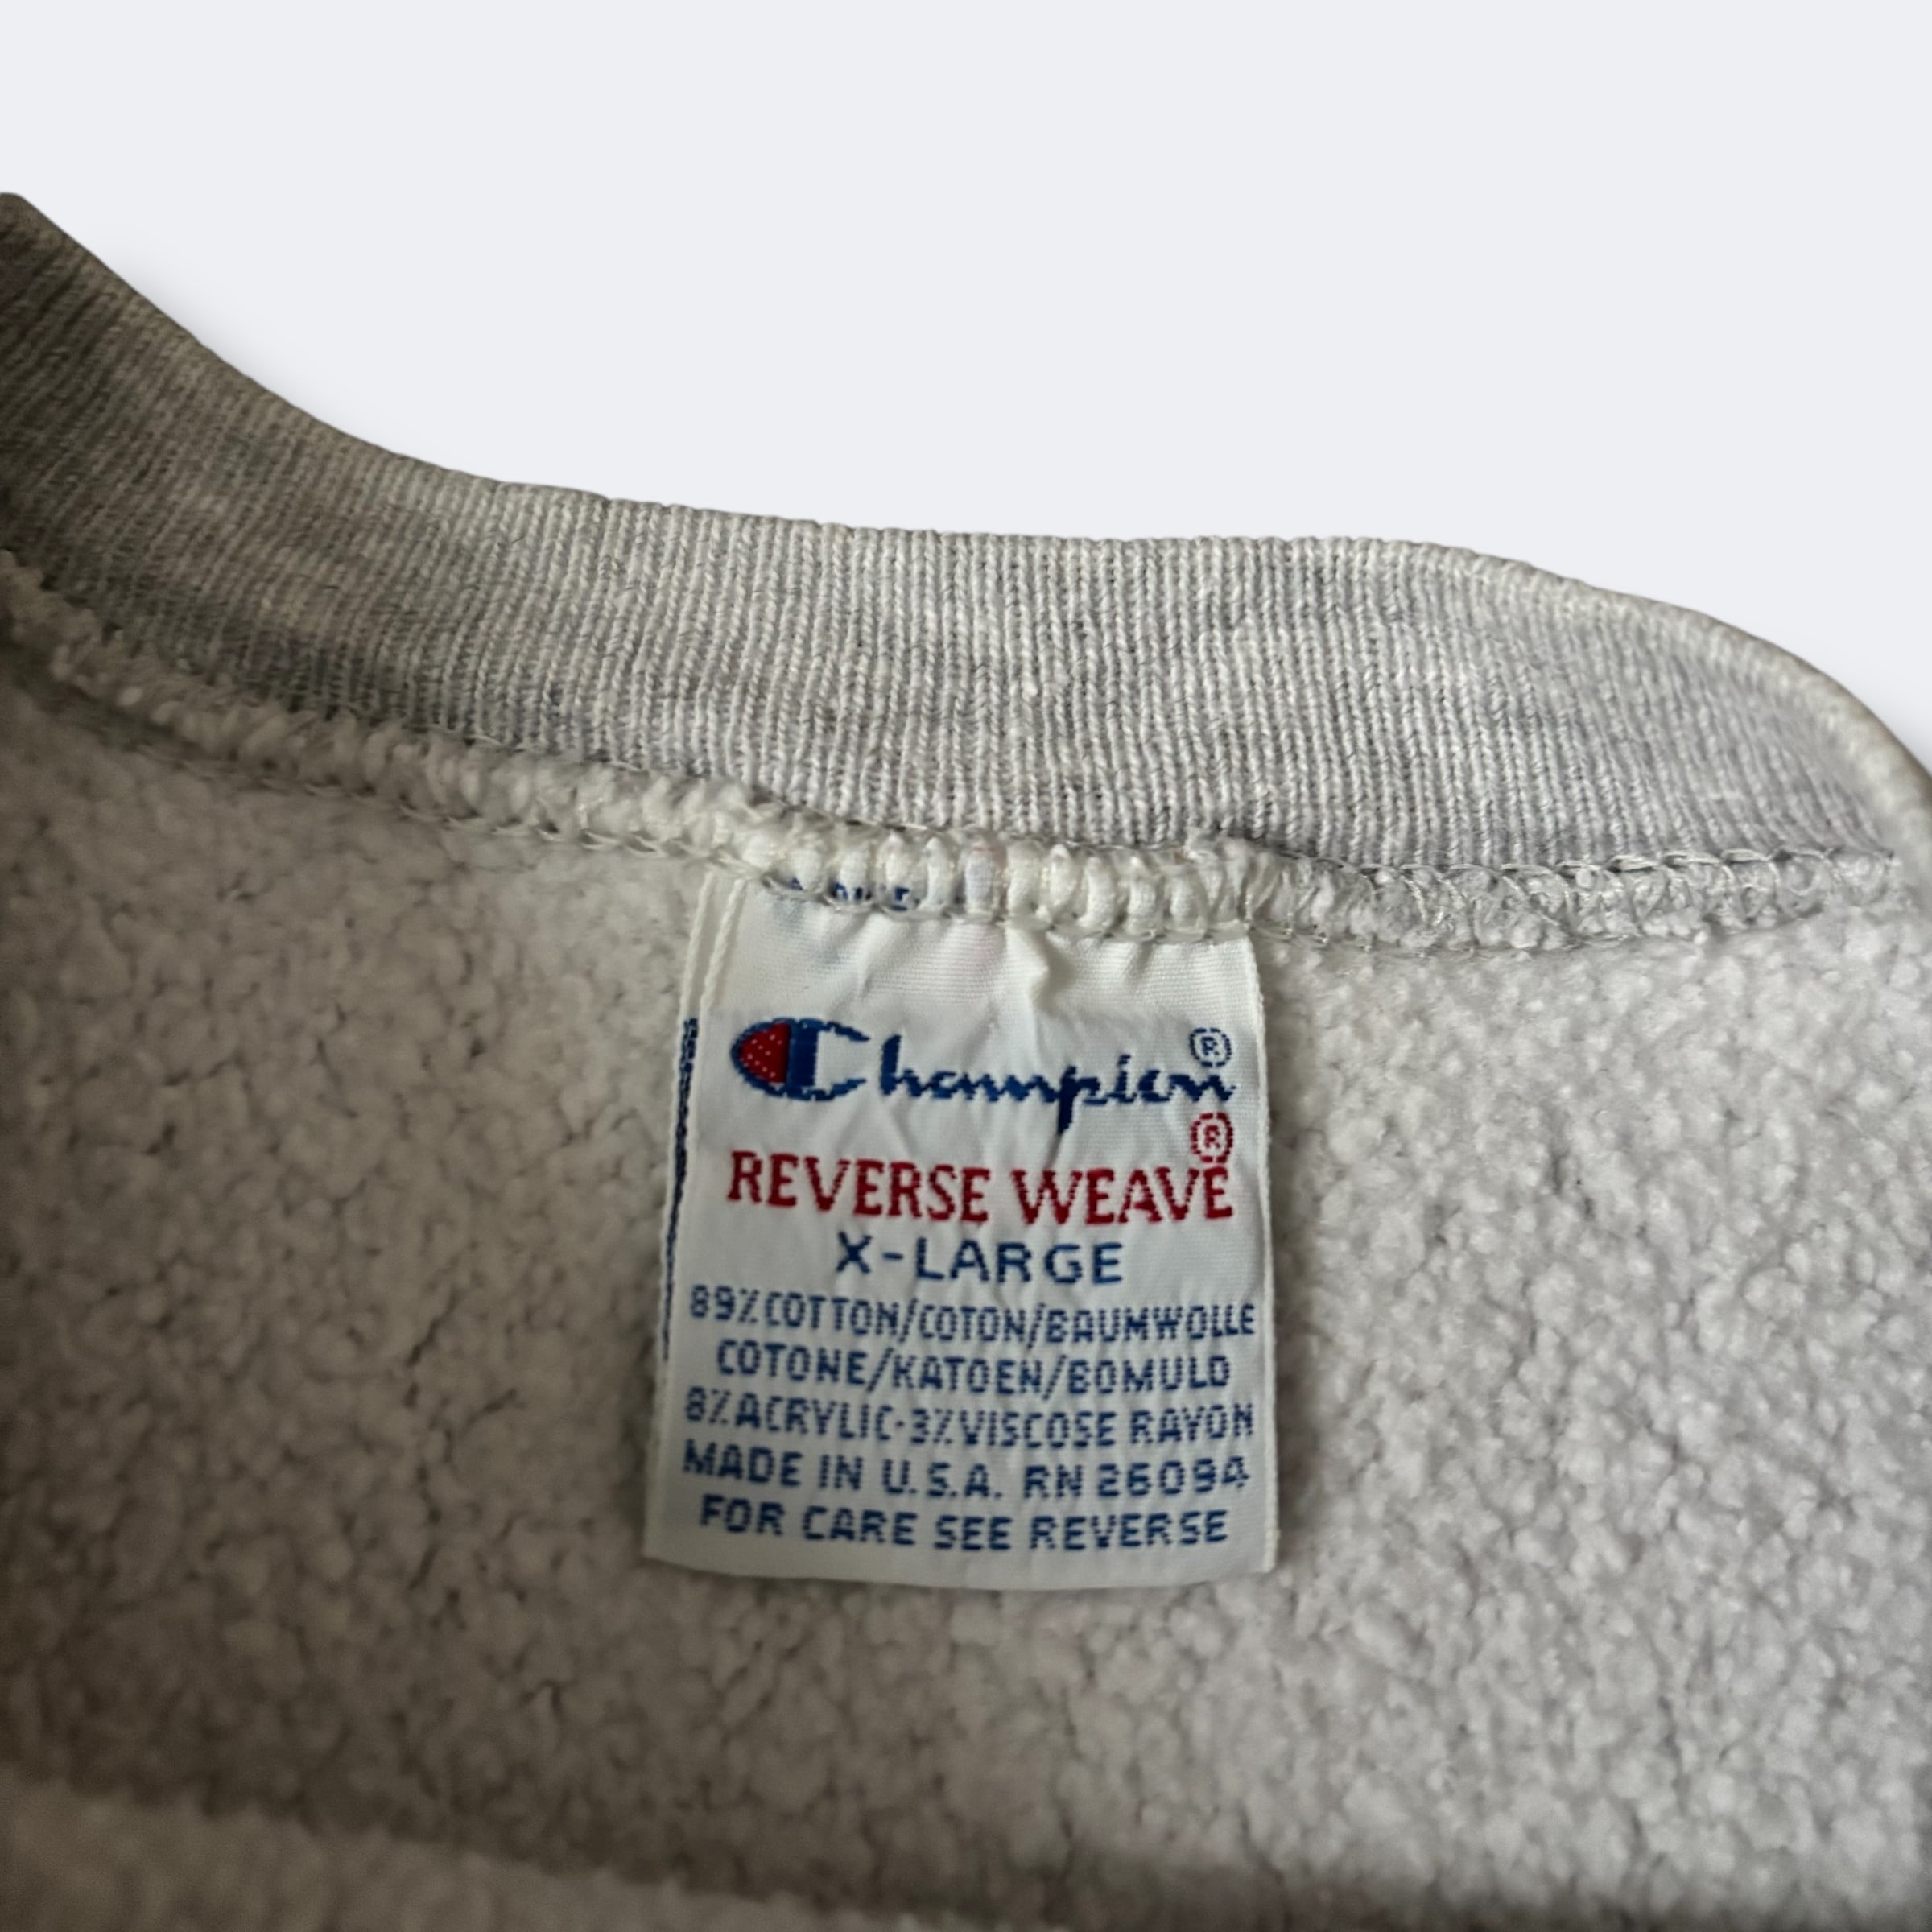 Champion®
REVERSE WEAVE®
X-LARGE
89% COTTON/COTON/BAUMWOLLE
COTONE/KATOEN/BOMULD
8% ACRYLIC·3% VISCOSE RAYON
MADE IN U.S.A. RN 26094
FOR CARE SEE REVERSE